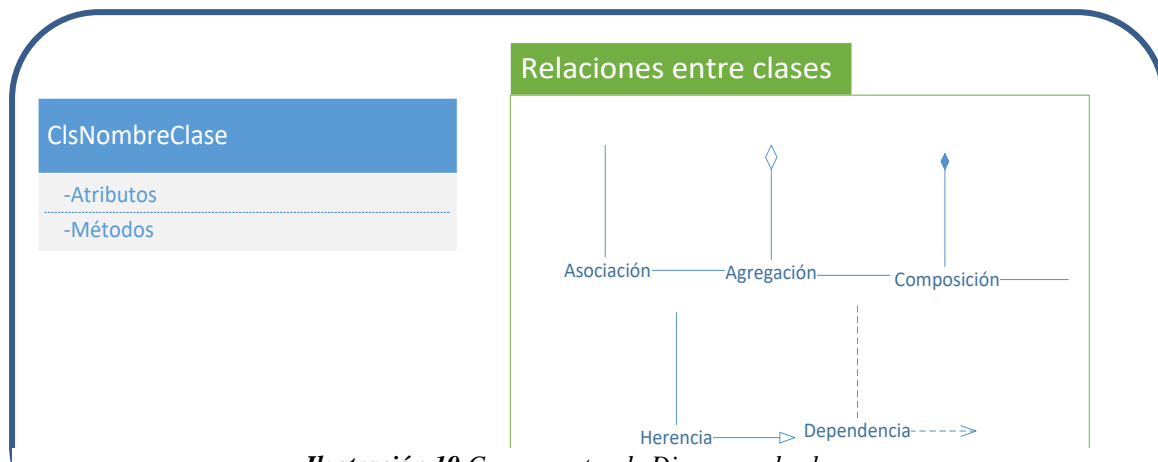 Relaciones entre clases
ClsNombreClase
-Atributos
-Métodos
Asociación
Agregación
Composición
Herencia
Dependencia